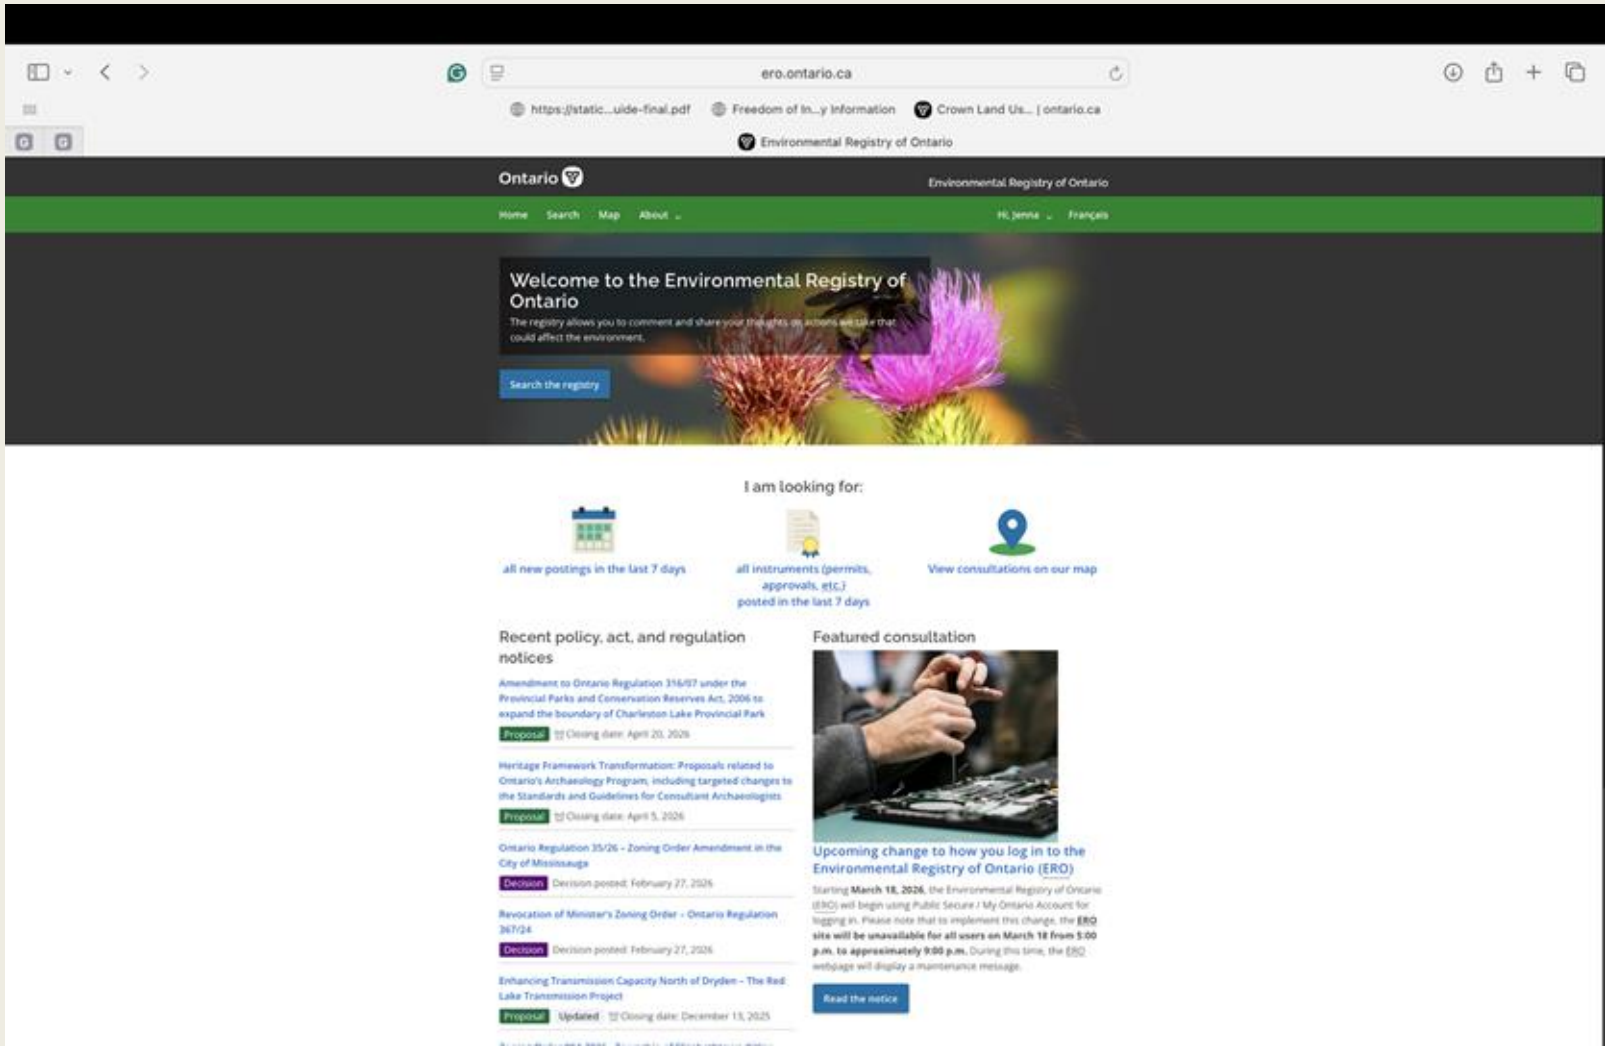 ero.ontario.ca
https://static...uide-final.pdf
Freedom of In...y Information
Crown Land Us... | ontario.ca
Environmental Registry of Ontario
Ontario
Environmental Registry of Ontario
Home Search Map About
Hi, Jenna Français
Welcome to the Environmental Registry of
Ontario
The registry allows you to comment and share your thoughts on actions we take that
could affect the environment.
Search the registry
I am looking for:
all new postings in the last 7 days
all instruments (permits,
approvals, etc.)
posted in the last 7 days
View consultations on our map
Recent policy, act, and regulation
notices
Amendment to Ontario Regulation 316/07 under the
Provincial Parks and Conservation Reserves Act, 2006 to
expand the boundary of Charleston Lake Provincial Park
Proposal Closing date: April 20, 2026
Heritage Framework Transformation: Proposals related to
Ontario's Archaeology Program, including targeted changes to
the Standards and Guidelines for Consultant Archaeologists
Proposal Closing date: April 5, 2026
Ontario Regulation 35/26 – Zoning Order Amendment in the
City of Mississauga
Decision Decision posted: February 27, 2026
Revocation of Minister's Zoning Order – Ontario Regulation
367/24
Decision Decision posted: February 27, 2026
Enhancing Transmission Capacity North of Dryden – The Red
Lake Transmission Project
Proposal Updated Closing date: December 13, 2025
Featured consultation
Upcoming change to how you log in to the
Environmental Registry of Ontario (ERO)
Starting March 18, 2026, the Environmental Registry of Ontario
(ERO) will begin using Public Secure / My Ontario Account for
logging in. Please note that to implement this change, the ERO
site will be unavailable for all users on March 18 from 5:00
p.m. to approximately 9:00 p.m. During this time, the ERO
webpage will display a maintenance message.
Read the notice